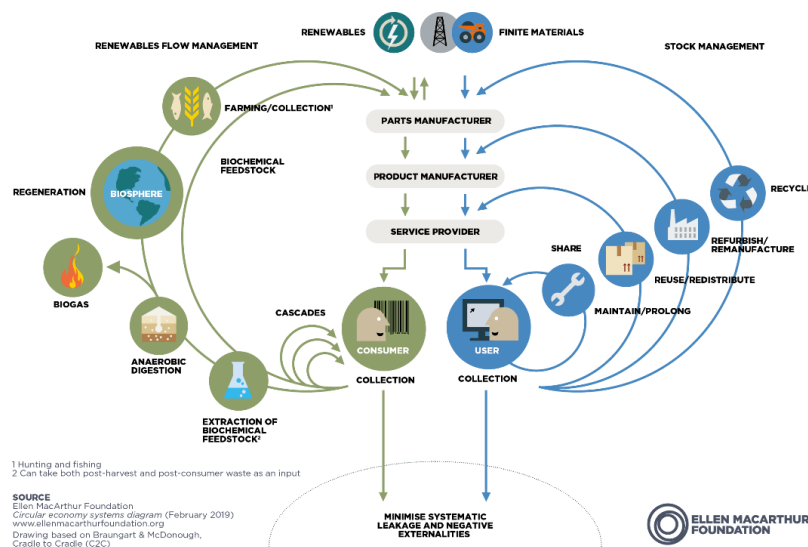 RENEWABLES
FINITE MATERIALS
RENEWABLES FLOW MANAGEMENT
STOCK MANAGEMENT
FARMING/COLLECTION¹
PARTS MANUFACTURER
BIOCHEMICAL
FEEDSTOCK
PRODUCT MANUFACTURER
REGENERATION
BIOSPHERE
RECYCLE
SERVICE PROVIDER
SHARE
REFURBISH/
REMANUFACTURE
REUSE/REDISTRIBUTE
BIOGAS
CASCADES
MAINTAIN/PROLONG
CONSUMER
USER
ANAEROBIC
DIGESTION
COLLECTION
COLLECTION
EXTRACTION OF
BIOCHEMICAL
FEEDSTOCK²
1 Hunting and fishing
2 Can take both post-harvest and post-consumer waste as an input
SOURCE
Ellen MacArthur Foundation
Circular economy systems diagram (February 2019)
www.ellenmacarthurfoundation.org
Drawing based on Braungart & McDonough,
Cradle to Cradle (C2C)
MINIMISE SYSTEMATIC
LEAKAGE AND NEGATIVE
EXTERNALITIES
ELLEN MACARTHUR
FOUNDATION